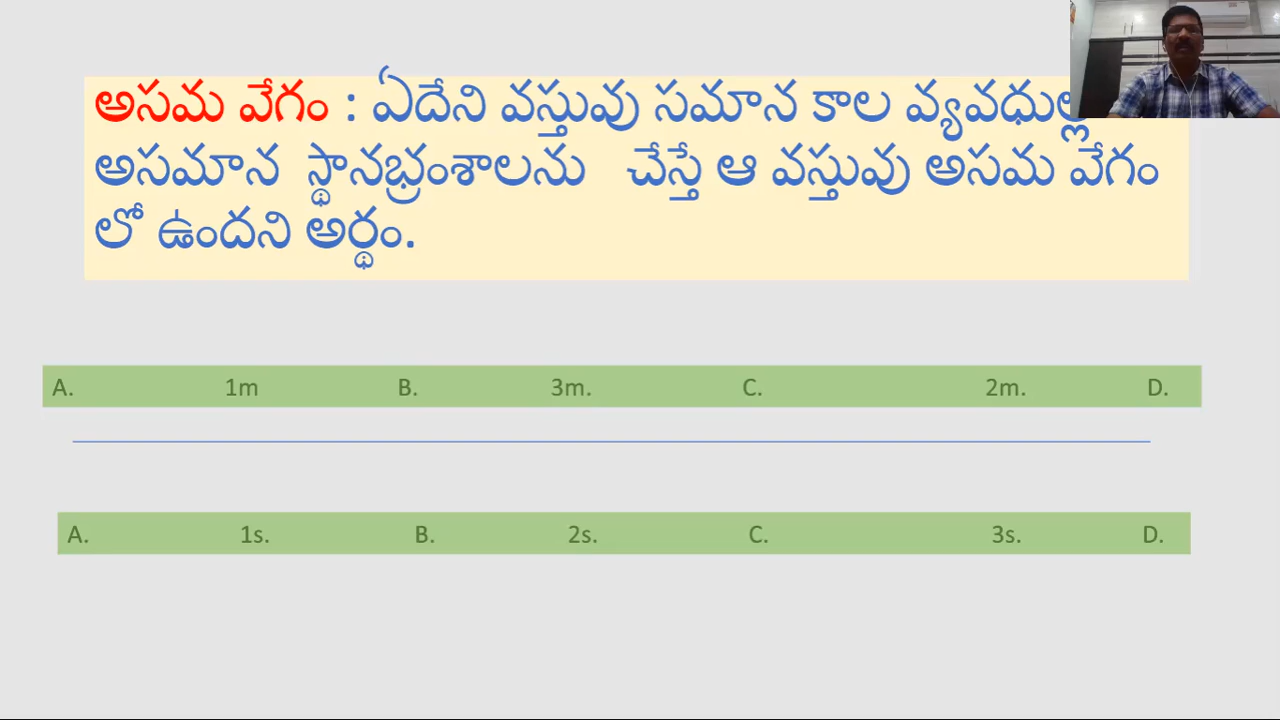 అసమ వేగం : ఏదేని వస్తువు సమాన కాల వ్యవధుల్ల
అసమాన స్థానభ్రంశాలను చేస్తే ఆ వస్తువు అసమ వేగం
లో ఉందని అర్థం.
A. 1m B. 3m. C. 2m. D.
A. 1s. B. 2s. C. 3s. D.